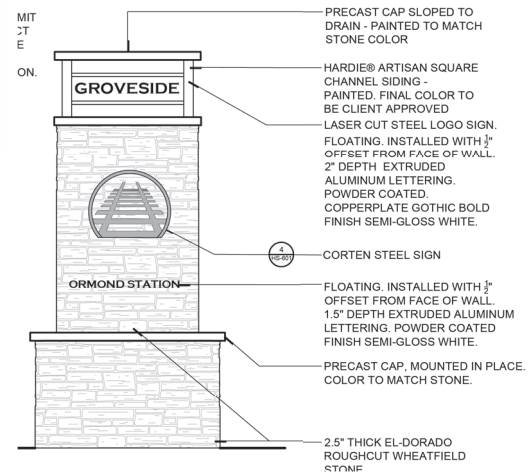 MIT
CT
E
ON.
PRECAST CAP SLOPED TO
DRAIN - PAINTED TO MATCH
STONE COLOR
HARDIE® ARTISAN SQUARE
CHANNEL SIDING -
PAINTED. FINAL COLOR TO
BE CLIENT APPROVED
GROVESIDE
LASER CUT STEEL LOGO SIGN.
FLOATING. INSTALLED WITH ½"
OFFSET FROM FACE OF WALL.
2" DEPTH EXTRUDED
ALUMINUM LETTERING.
POWDER COATED.
COPPERPLATE GOTHIC BOLD
FINISH SEMI-GLOSS WHITE.
4
HS-601
CORTEN STEEL SIGN
ORMOND STATION
FLOATING. INSTALLED WITH ½"
OFFSET FROM FACE OF WALL.
1.5" DEPTH EXTRUDED ALUMINUM
LETTERING. POWDER COATED
FINISH SEMI-GLOSS WHITE.
PRECAST CAP, MOUNTED IN PLACE.
COLOR TO MATCH STONE.
2.5" THICK EL-DORADO
ROUGHCUT WHEATFIELD
STONE